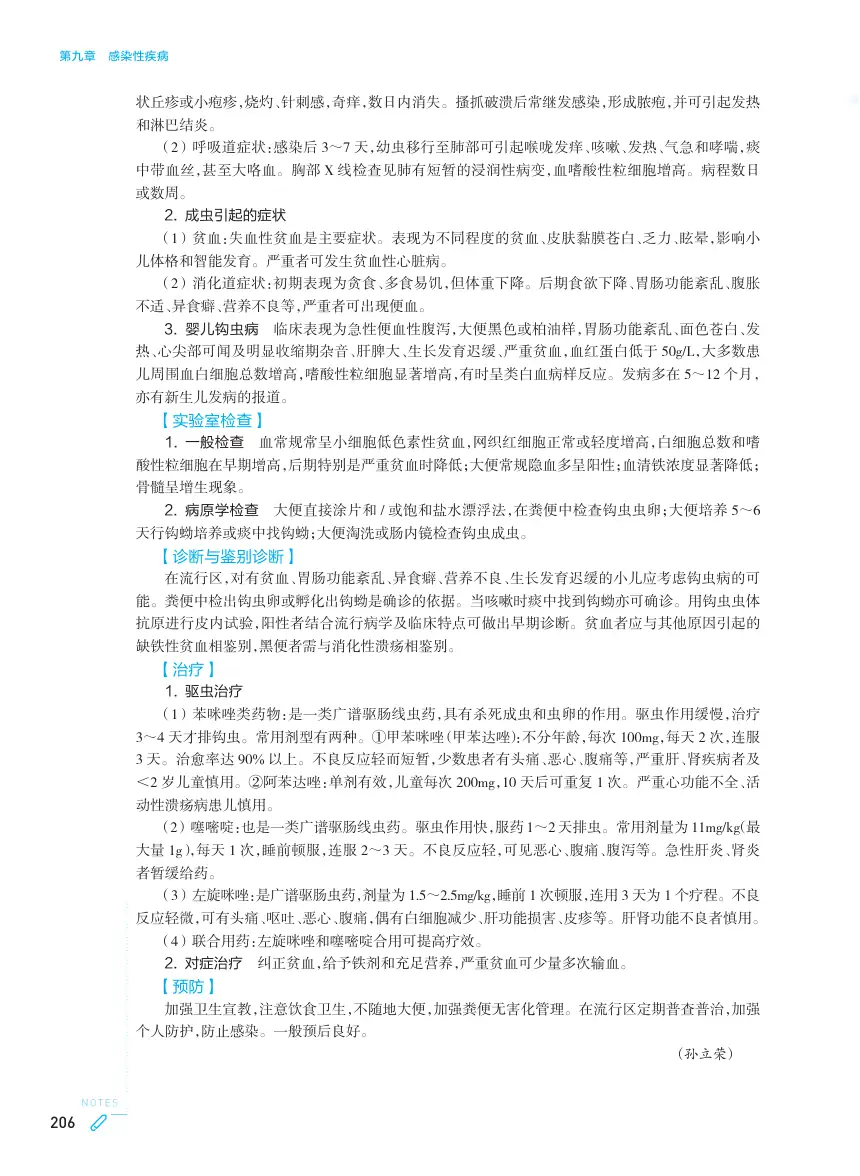 第九章 感染性疾病
状丘疹或小疱疹,烧灼、针刺感,奇痒,数日内消失。搔抓破溃后常继发感染,形成脓疱,并可引起发热
和淋巴结炎。
（2）呼吸道症状:感染后 3～7 天,幼虫移行至肺部可引起喉咙发痒、咳嗽、发热、气急和哮喘,痰
中带血丝,甚至大咯血。胸部 X 线检查见肺有短暂的浸润性病变,血嗜酸性粒细胞增高。病程数日
或数周。
2. 成虫引起的症状
（1）贫血:失血性贫血是主要症状。表现为不同程度的贫血、皮肤黏膜苍白、乏力、眩晕,影响小
儿体格和智能发育。严重者可发生贫血性心脏病。
（2）消化道症状:初期表现为贪食、多食易饥,但体重下降。后期食欲下降、胃肠功能紊乱、腹胀
不适、异食癖、营养不良等,严重者可出现便血。
3. 婴儿钩虫病 临床表现为急性便血性腹泻,大便黑色或柏油样,胃肠功能紊乱、面色苍白、发
热、心尖部可闻及明显收缩期杂音、肝脾大、生长发育迟缓、严重贫血,血红蛋白低于 50g/L,大多数患
儿周围血白细胞总数增高,嗜酸性粒细胞显著增高,有时呈类白血病样反应。发病多在 5～12 个月,
亦有新生儿发病的报道。
【实验室检查】
1. 一般检查 血常规常呈小细胞低色素性贫血,网织红细胞正常或轻度增高,白细胞总数和嗜
酸性粒细胞在早期增高,后期特别是严重贫血时降低;大便常规隐血多呈阳性;血清铁浓度显著降低;
骨髓呈增生现象。
2. 病原学检查 大便直接涂片和 / 或饱和盐水漂浮法,在粪便中检查钩虫虫卵;大便培养 5～6
天行钩蚴培养或痰中找钩蚴;大便淘洗或肠内镜检查钩虫成虫。
【诊断与鉴别诊断】
在流行区,对有贫血、胃肠功能紊乱、异食癖、营养不良、生长发育迟缓的小儿应考虑钩虫病的可
能。粪便中检出钩虫卵或孵化出钩蚴是确诊的依据。当咳嗽时痰中找到钩蚴亦可确诊。用钩虫虫体
抗原进行皮内试验,阳性者结合流行病学及临床特点可做出早期诊断。贫血者应与其他原因引起的
缺铁性贫血相鉴别,黑便者需与消化性溃疡相鉴别。
【治疗】
1. 驱虫治疗
（1）苯咪唑类药物:是一类广谱驱肠线虫药,具有杀死成虫和虫卵的作用。驱虫作用缓慢,治疗
3～4 天才排钩虫。常用剂型有两种。①甲苯咪唑（甲苯达唑）:不分年龄,每次 100mg,每天 2 次,连服
3 天。治愈率达 90% 以上。不良反应轻而短暂,少数患者有头痛、恶心、腹痛等,严重肝、肾疾病者及
＜2 岁儿童慎用。②阿苯达唑:单剂有效,儿童每次 200mg,10 天后可重复 1 次。严重心功能不全、活
动性溃疡病患儿慎用。
（2）噻嘧啶:也是一类广谱驱肠线虫药。驱虫作用快,服药 1～2 天排虫。常用剂量为 11mg/kg（最
大量 1g）,每天 1 次,睡前顿服,连服 2～3 天。不良反应轻,可见恶心、腹痛、腹泻等。急性肝炎、肾炎
者暂缓给药。
（3）左旋咪唑:是广谱驱肠虫药,剂量为 1.5～2.5mg/kg,睡前 1 次顿服,连用 3 天为 1 个疗程。不良
反应轻微,可有头痛、呕吐、恶心、腹痛,偶有白细胞减少、肝功能损害、皮疹等。肝肾功能不良者慎用。
（4）联合用药:左旋咪唑和噻嘧啶合用可提高疗效。
2. 对症治疗 纠正贫血,给予铁剂和充足营养,严重贫血可少量多次输血。
【预防】
加强卫生宣教,注意饮食卫生,不随地大便,加强粪便无害化管理。在流行区定期普查普治,加强
个人防护,防止感染。一般预后良好。
（孙立荣）
NOTES
206